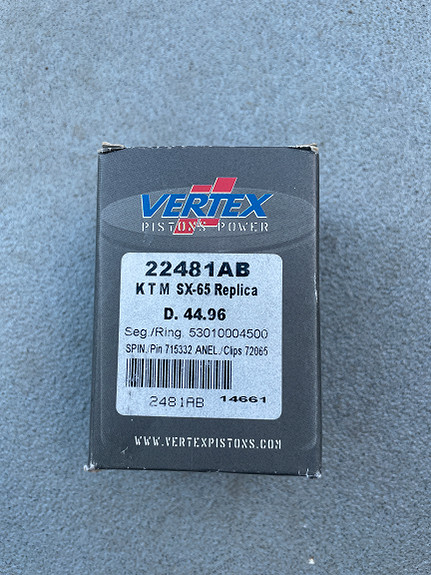 VERTEX
PISTONS POWER
22481AB
KTM SX-65 Replica
D. 44.96
Seg./Ring. 53010004500
SPIN./Pin 715332 ANEL./Clips 72065
2481AB 14661
WWW.VERTEXPISTONS.COM